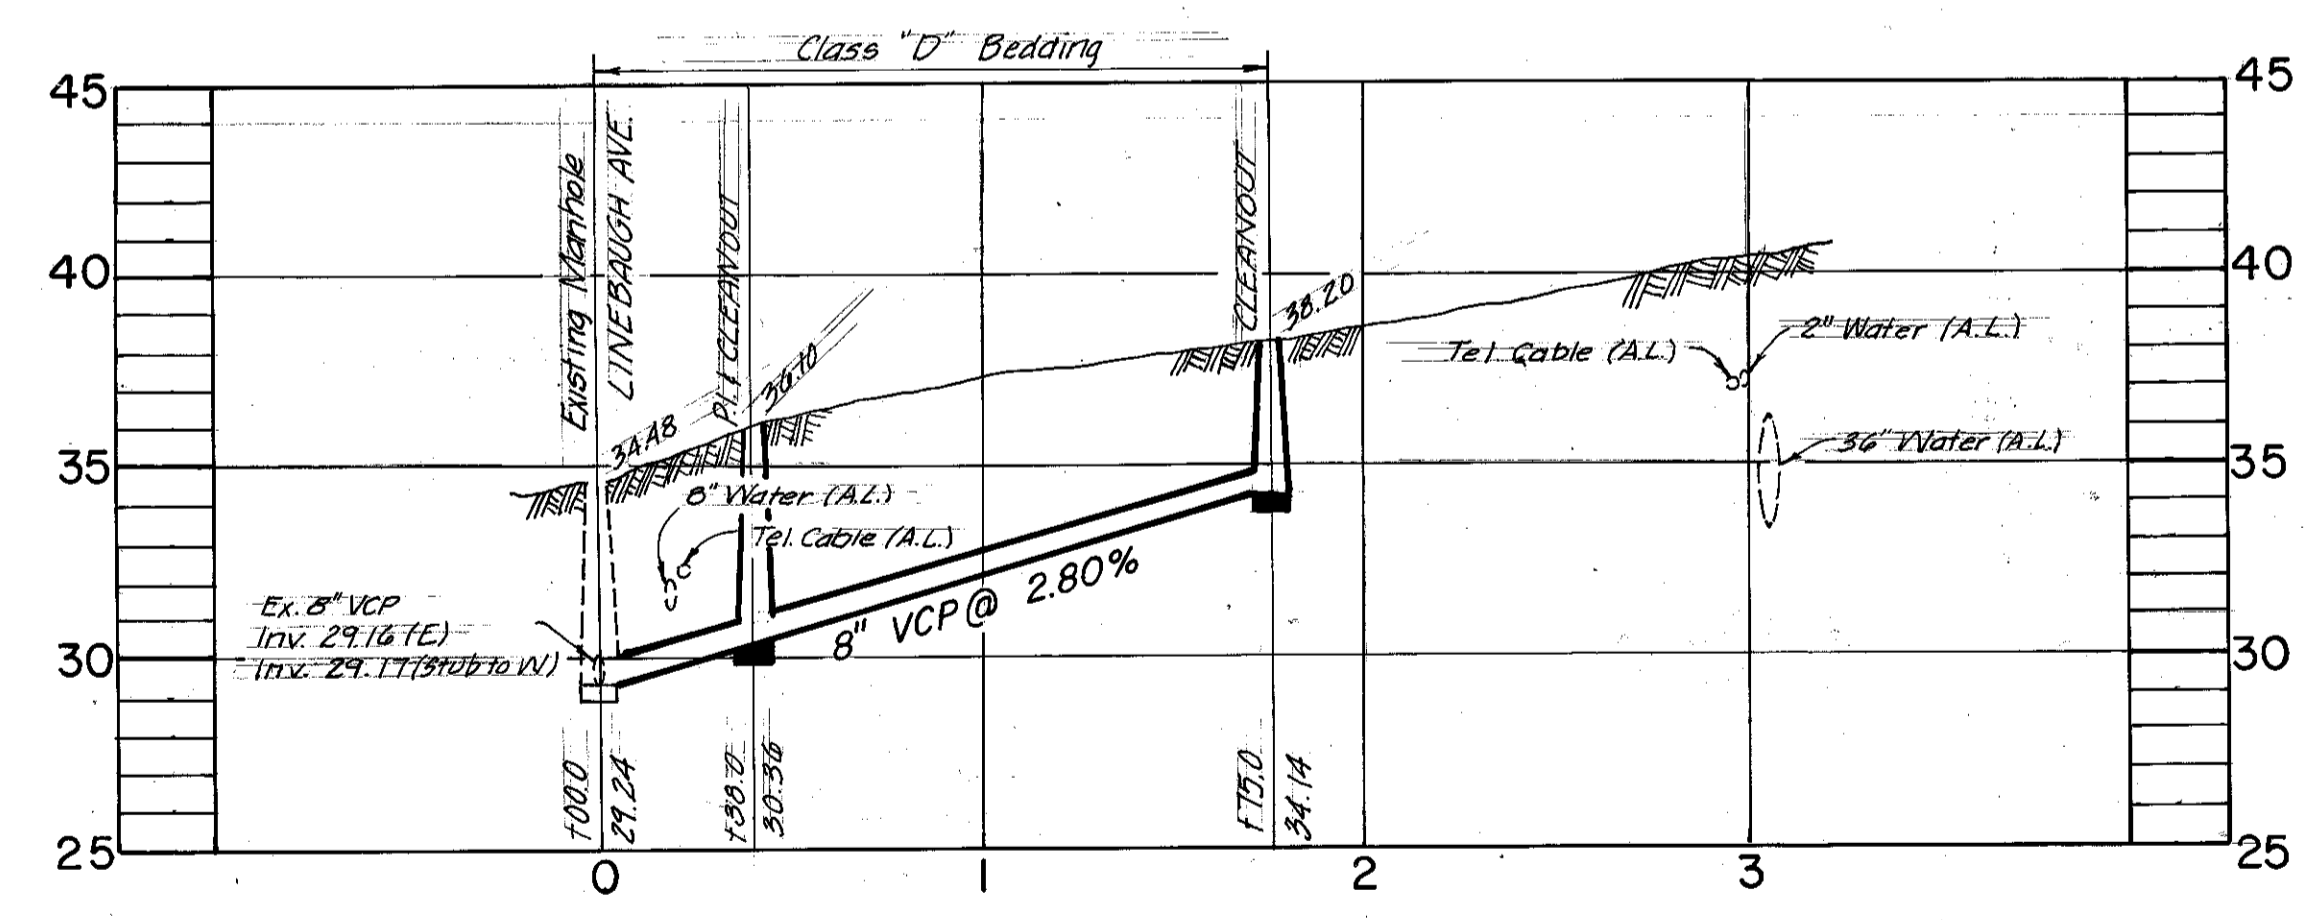 Class "D" Bedding
45
45
Existing Manhole
LINEBAUGH AVE.
P.I. CLEANOUT
CLEANOUT
40
40
34.48
36.10
38.20
Tel. Cable (A.L.)
2" Water (A.L.)
36" Water (A.L.)
35
35
8" Water (A.L.)
Tel. Cable (A.L.)
Ex. 8" VCP
Inv. 29.16 (E)
Inv. 29.17 (Stub to W)
8" VCP @ 2.80%
30
30
+00.0
29.24
+38.0
30.36
+75.0
34.14
25
25
0
1
2
3